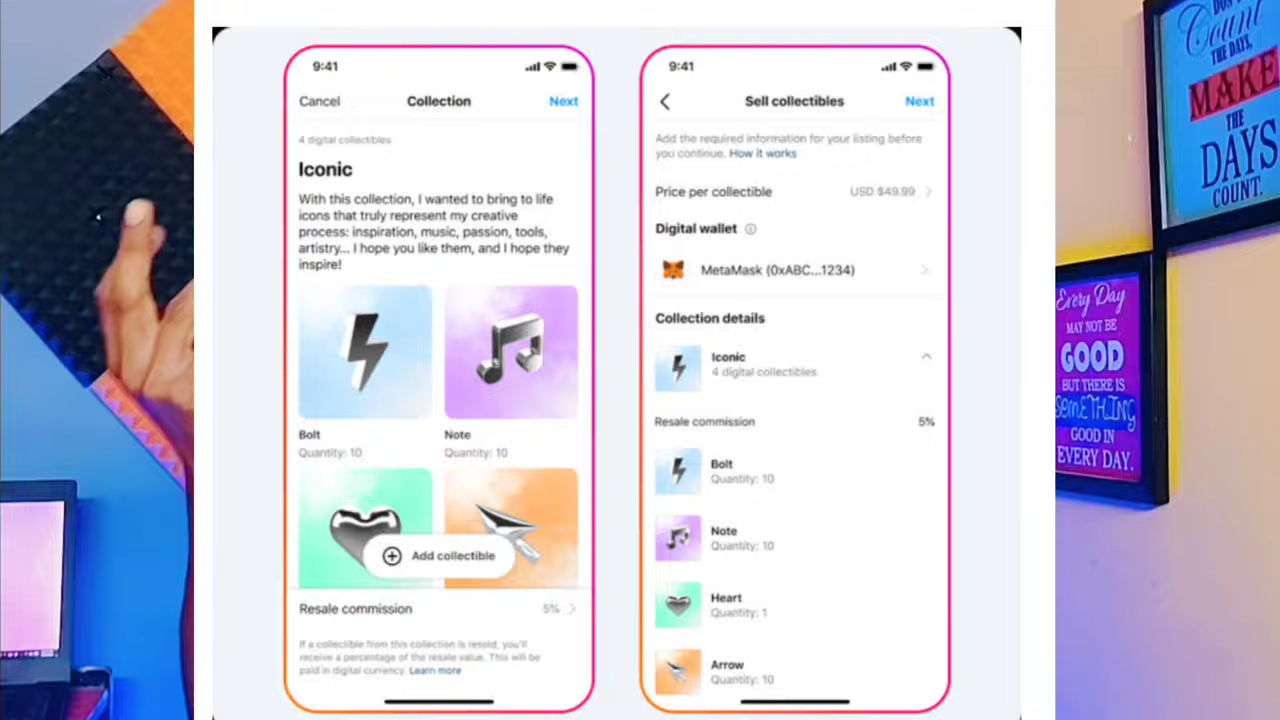 9:41
Cancel
Collection
Next
4 digital collectibles
Iconic
With this collection, I wanted to bring to life
icons that truly represent my creative
process: inspiration, music, passion, tools,
artistry... I hope you like them, and I hope they
inspire!
Bolt
Quantity: 10
Note
Quantity: 10
Add collectible
Resale commission
5%
If a collectible from this collection is resold, you'll
receive a percentage of the resale value. This will be
paid in digital currency. Learn more
9:41
Sell collectibles
Next
Add the required information for your listing before
you continue. How it works
Price per collectible
USD $49.99
Digital wallet
MetaMask (0xABC...1234)
Collection details
Iconic
4 digital collectibles
Resale commission
5%
Bolt
Quantity: 10
Note
Quantity: 10
Heart
Quantity: 1
Arrow
Quantity: 10
Count
THE DAYS,
MAKE
THE
DAYS
COUNT.
Every Day
MAY NOT BE
GOOD
BUT THERE IS
SOMETHING
GOOD IN
EVERY DAY.